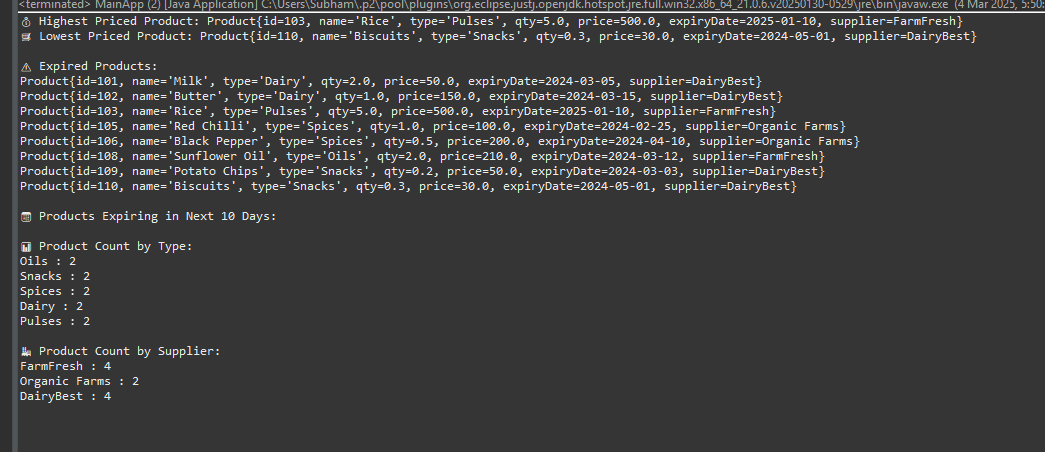 <terminated> MainApp (2) [Java Application] C:\Users\Subham\.p2\pool\plugins\org.eclipse.justj.openjdk.hotspot.jre.full.win32.x86_64_21.0.6.v20250130-0529\jre\bin\javaw.exe (4 Mar 2025, 5:50:
💰 Highest Priced Product: Product{id=103, name='Rice', type='Pulses', qty=5.0, price=500.0, expiryDate=2025-01-10, supplier=FarmFresh}
🛒 Lowest Priced Product: Product{id=110, name='Biscuits', type='Snacks', qty=0.3, price=30.0, expiryDate=2024-05-01, supplier=DairyBest}
⚠ Expired Products:
Product{id=101, name='Milk', type='Dairy', qty=2.0, price=50.0, expiryDate=2024-03-05, supplier=DairyBest}
Product{id=102, name='Butter', type='Dairy', qty=1.0, price=150.0, expiryDate=2024-03-15, supplier=DairyBest}
Product{id=103, name='Rice', type='Pulses', qty=5.0, price=500.0, expiryDate=2025-01-10, supplier=FarmFresh}
Product{id=105, name='Red Chilli', type='Spices', qty=1.0, price=100.0, expiryDate=2024-02-25, supplier=Organic Farms}
Product{id=106, name='Black Pepper', type='Spices', qty=0.5, price=200.0, expiryDate=2024-04-10, supplier=Organic Farms}
Product{id=108, name='Sunflower Oil', type='Oils', qty=2.0, price=210.0, expiryDate=2024-03-12, supplier=FarmFresh}
Product{id=109, name='Potato Chips', type='Snacks', qty=0.2, price=50.0, expiryDate=2024-03-03, supplier=DairyBest}
Product{id=110, name='Biscuits', type='Snacks', qty=0.3, price=30.0, expiryDate=2024-05-01, supplier=DairyBest}
📅 Products Expiring in Next 10 Days:
📊 Product Count by Type:
Oils : 2
Snacks : 2
Spices : 2
Dairy : 2
Pulses : 2
🏭 Product Count by Supplier:
FarmFresh : 4
Organic Farms : 2
DairyBest : 4